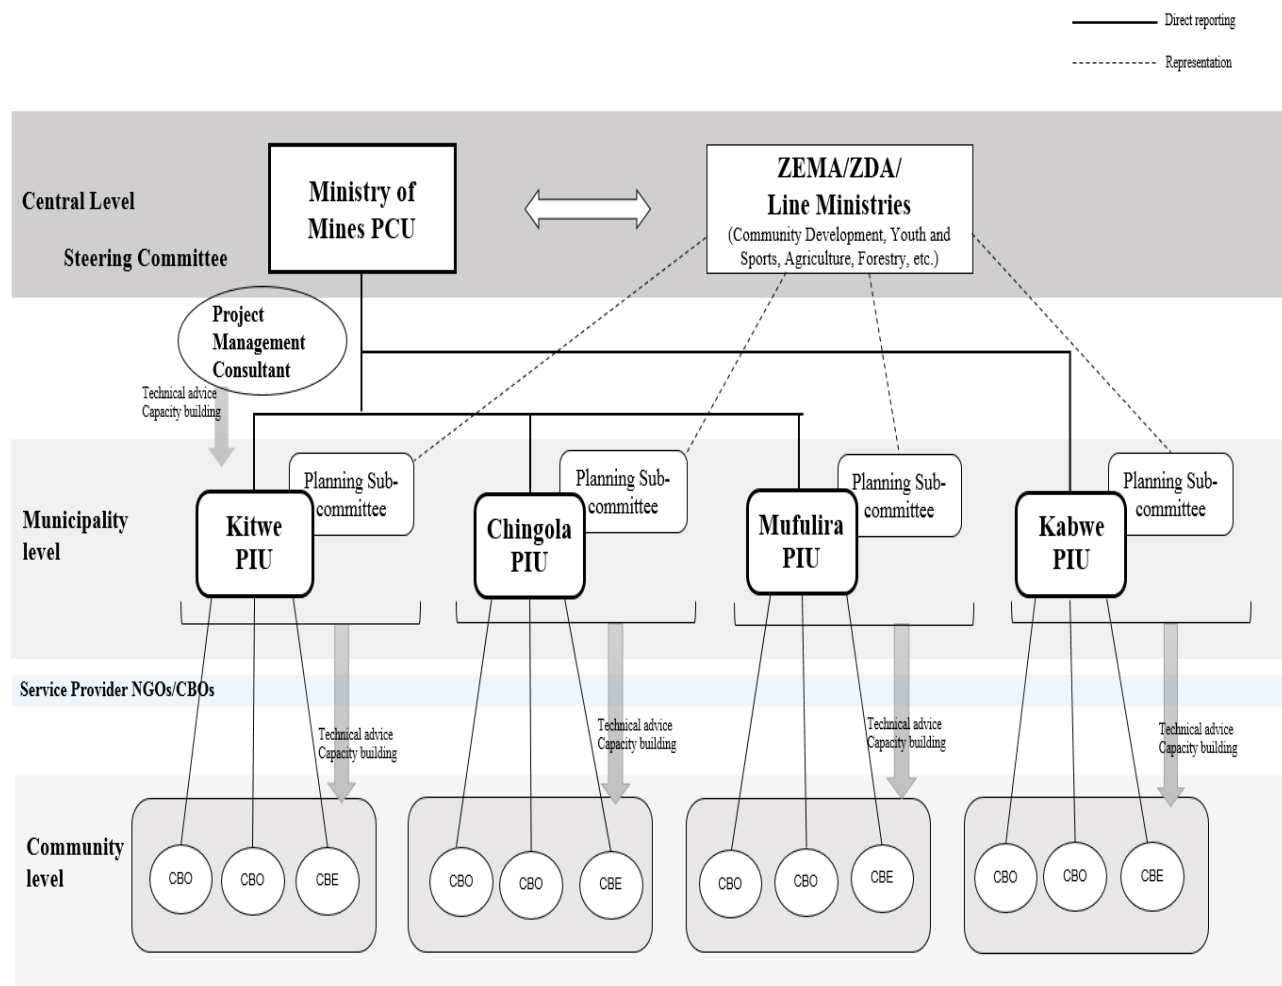 Direct reporting
Representation
Central Level
Steering Committee
Ministry of
Mines PCU
ZEMA/ZDA/
Line Ministries
(Community Development, Youth and
Sports, Agriculture, Forestry, etc.)
Project
Management
Consultant
Technical advice
Capacity building
Municipality
level
Planning Sub-
committee
Kitwe
PIU
Planning Sub-
committee
Chingola
PIU
Planning Sub-
committee
Mufulira
PIU
Planning Sub-
committee
Kabwe
PIU
Service Provider NGOs/CBOs
Technical advice
Capacity building
Technical advice
Capacity building
Technical advice
Capacity building
Technical advice
Capacity building
Community
level
CBO
CBO
CBE
CBO
CBO
CBE
CBO
CBO
CBE
CBO
CBO
CBE